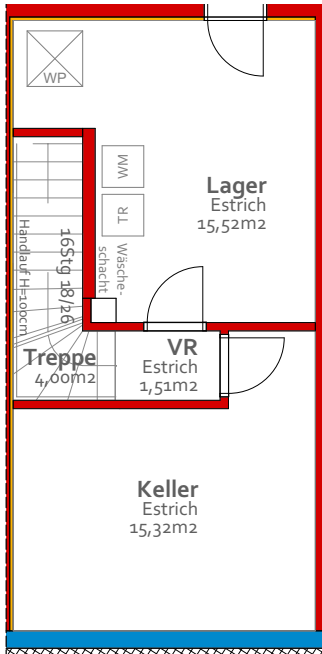 WP
WM
TR
Wäsche-
schacht
Lager
Estrich
15,52m2
16Stg 18/26
Handlauf H=100cm
Treppe
4,00m2
VR
Estrich
1,51m2
Keller
Estrich
15,32m2